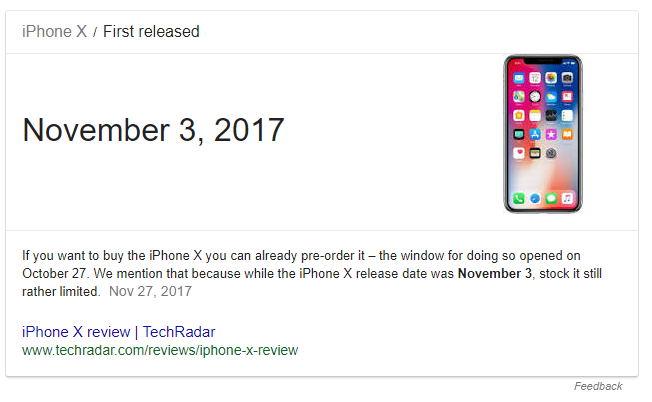 iPhone X / First released
November 3, 2017
If you want to buy the iPhone X you can already pre-order it – the window for doing so opened on
October 27. We mention that because while the iPhone X release date was November 3, stock it still
rather limited. Nov 27, 2017
iPhone X review | TechRadar
www.techradar.com/reviews/iphone-x-review
Feedback